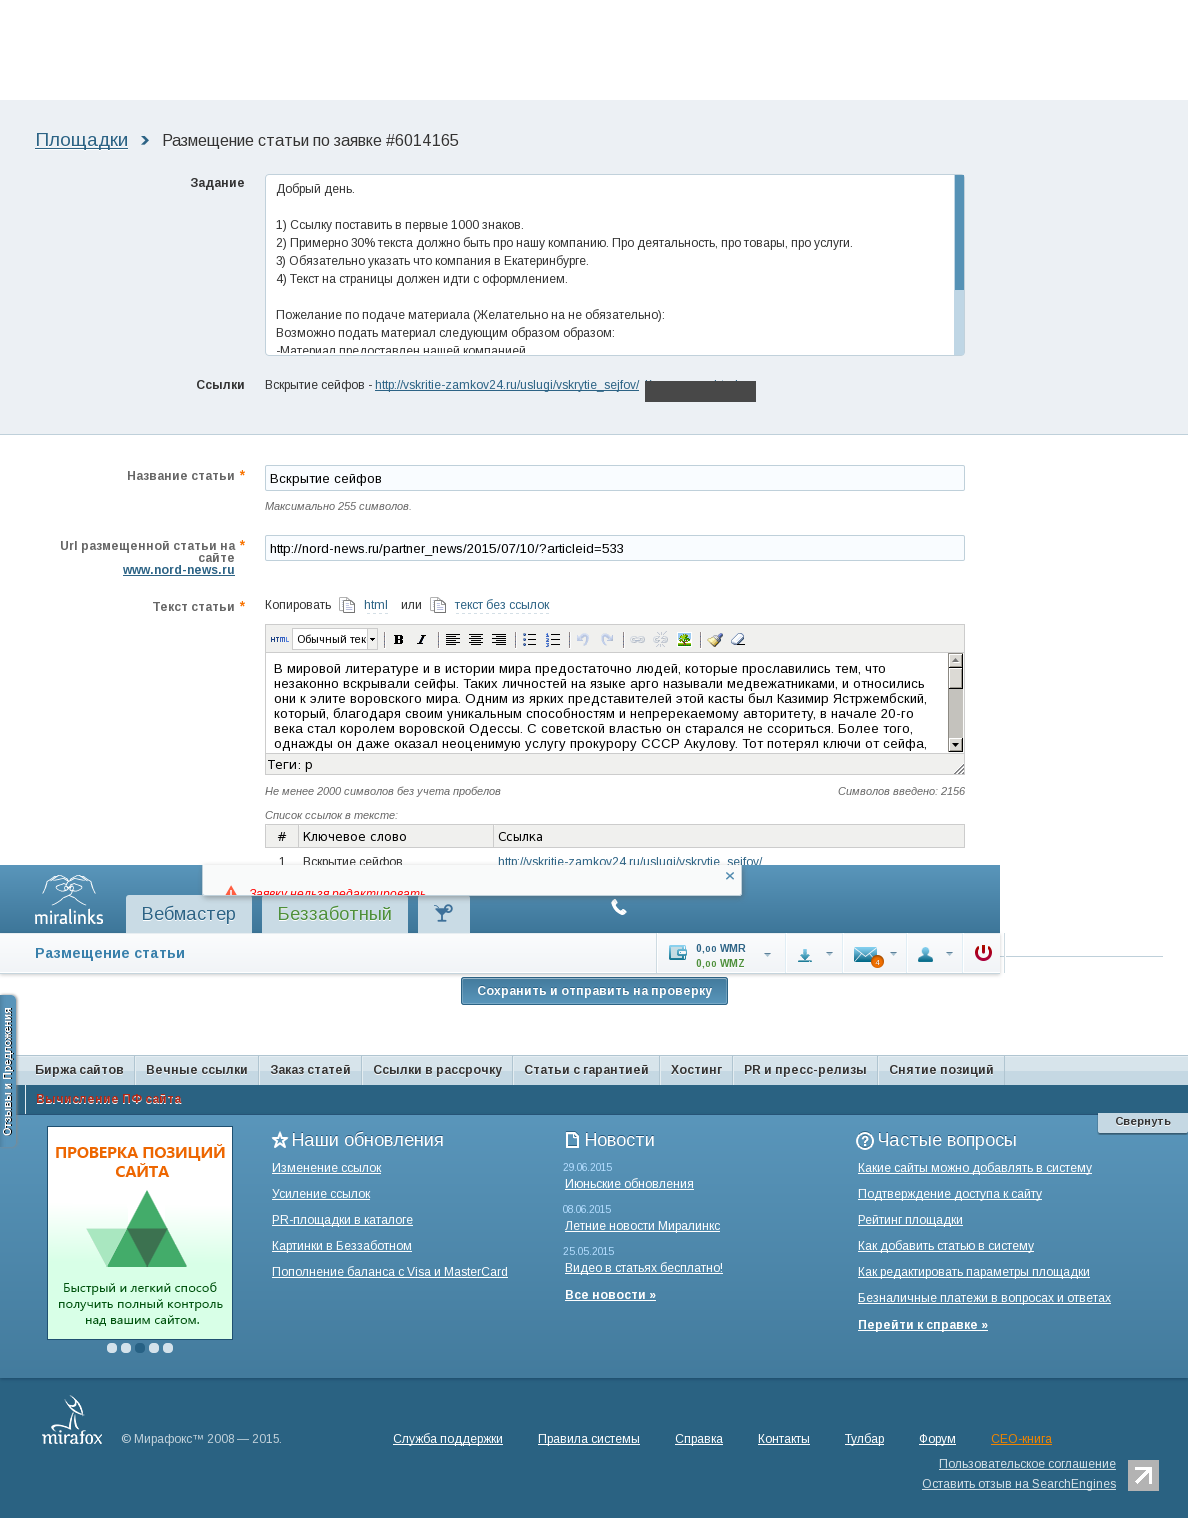 Площадки
Размещение статьи по заявке #6014165
Задание
Добрый день.
1) Ссылку поставить в первые 1000 знаков.
2) Примерно 30% текста должно быть про нашу компанию. Про деятальность, про товары, про услуги.
3) Обязательно указать что компания в Екатеринбурге.
4) Текст на страницы должен идти с оформлением.
Пожелание по подаче материала (Желательно на не обязательно):
Возможно подать материал следующим образом образом:
-Материал предоставлен нашей компанией
Ссылки
Вскрытие сейфов - http://vskritie-zamkov24.ru/uslugi/vskrytie_sejfov/
Название статьи *
Вскрытие сейфов
Максимально 255 символов.
Url размещенной статьи на *
сайте
www.nord-news.ru
http://nord-news.ru/partner_news/2015/07/10/?articleid=533
Текст статьи *
Копировать html или текст без ссылок
HTML Обычный тек
В мировой литературе и в истории мира предостаточно людей, которые прославились тем, что
незаконно вскрывали сейфы. Таких личностей на языке арго называли медвежатниками, и относились
они к элите воровского мира. Одним из ярких представителей этой касты был Казимир Ястржембский,
который, благодаря своим уникальным способностям и непререкаемому авторитету, в начале 20-го
века стал королем воровской Одессы. С советской властью он старался не ссориться. Более того,
однажды он даже оказал неоценимую услугу прокурору СССР Акулову. Тот потерял ключи от сейфа,
Теги: p
Не менее 2000 символов без учета пробелов
Символов введено: 2156
Список ссылок в тексте:
# Ключевое слово Ссылка
1 Вскрытие сейфов http://vskritie-zamkov24.ru/uslugi/vskrytie_sejfov/
Заявку нельзя редактировать
miralinks
Вебмастер
Беззаботный
Размещение статьи
0,00 WMR
0,00 WMZ
4
Сохранить и отправить на проверку
Отзывы и Предложения
Биржа сайтов
Вечные ссылки
Заказ статей
Ссылки в рассрочку
Статьи с гарантией
Хостинг
PR и пресс-релизы
Снятие позиций
Вычисление ПФ сайта
Свернуть
ПРОВЕРКА ПОЗИЦИЙ
САЙТА
Быстрый и легкий способ
получить полный контроль
над вашим сайтом.
Наши обновления
Изменение ссылок
Усиление ссылок
PR-площадки в каталоге
Картинки в Беззаботном
Пополнение баланса с Visa и MasterCard
Новости
29.06.2015
Июньские обновления
08.06.2015
Летние новости Миралинкс
25.05.2015
Видео в статьях бесплатно!
Все новости »
Частые вопросы
Какие сайты можно добавлять в систему
Подтверждение доступа к сайту
Рейтинг площадки
Как добавить статью в систему
Как редактировать параметры площадки
Безналичные платежи в вопросах и ответах
Перейти к справке »
mirafox
© Мирафокс™ 2008 — 2015.
Служба поддержки
Правила системы
Справка
Контакты
Тулбар
Форум
СЕО-книга
Пользовательское соглашение
Оставить отзыв на SearchEngines